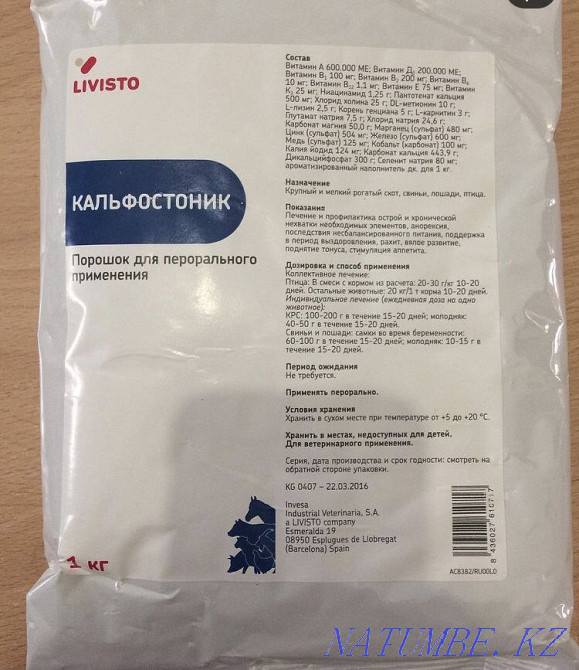 LIVISTO
КАЛЬФОСТОНИК
Порошок для перорального
применения
1 кг
Состав
Витамин А 600.000 МЕ; Витамин Д3 200.000 МЕ;
Витамин В1 100 мг; Витамин В2 200 мг; Витамин В6
10 мг; Витамин В12 1,1 мг; Витамин Е 75 мг; Витамин
К3 25 мг; Ниацинамид 1,25 г; Пантотенат кальция
500 мг; Хлорид холина 25 г; DL-метионин 10 г;
L-лизин 2,5 г; Корень генциана 5 г; L-карнитин 3 г;
Глутамат натрия 7,5 г; Хлорид натрия 24,6 г;
Карбонат магния 50,0 г; Марганец (сульфат) 480 мг;
Цинк (сульфат) 504 мг; Железо (сульфат) 600 мг;
Медь (сульфат) 125 мг; Кобальт (карбонат) 100 мг;
Калия йодид 124 мг; Карбонат кальция 443,9 г;
Дикальцийфосфат 300 г; Селенит натрия 80 мг;
ароматизированный наполнитель дк. для 1 кг.
Назначение
Крупный и мелкий рогатый скот, свиньи, лошади, птица.
Показания
Лечение и профилактика острой и хронической
нехватки необходимых элементов, анорексия,
последствия несбалансированного питания, поддержка
в период выздоровления, рахит, вялое развитие,
поднятие тонуса, стимуляция аппетита.
Дозировка и способ применения
Коллективное лечение:
Птица: В смеси с кормом из расчета: 20-30 г/кг 10-20
дней. Остальные животные: 20 кг/1 т корма 10-20 дней.
Индивидуальное лечение (ежедневная доза на одно
животное):
КРС: 100-200 г в течение 15-20 дней; молодняк:
40-50 г в течение 15-20 дней.
Свиньи и лошади: самки во время беременности:
60-100 г в течение 15-20 дней; молодняк: 10-15 г в
течение 15-20 дней.
Период ожидания
Не требуется.
Применять перорально.
Условия хранения
Хранить в сухом месте при температуре от +5 до +20 °С.
Хранить в местах, недоступных для детей.
Для ветеринарного применения.
Серия, дата производства и срок годности: смотреть на
обратной стороне упаковки.
KG 0407 – 22.03.2016
Invesa
Industrial Veterinaria, S.A.
a LIVISTO company
Esmeralda 19
08950 Esplugues de Llobregat
(Barcelona) Spain
8 436027 610717
AC8382/RU00L0
NATUMBE.KZ